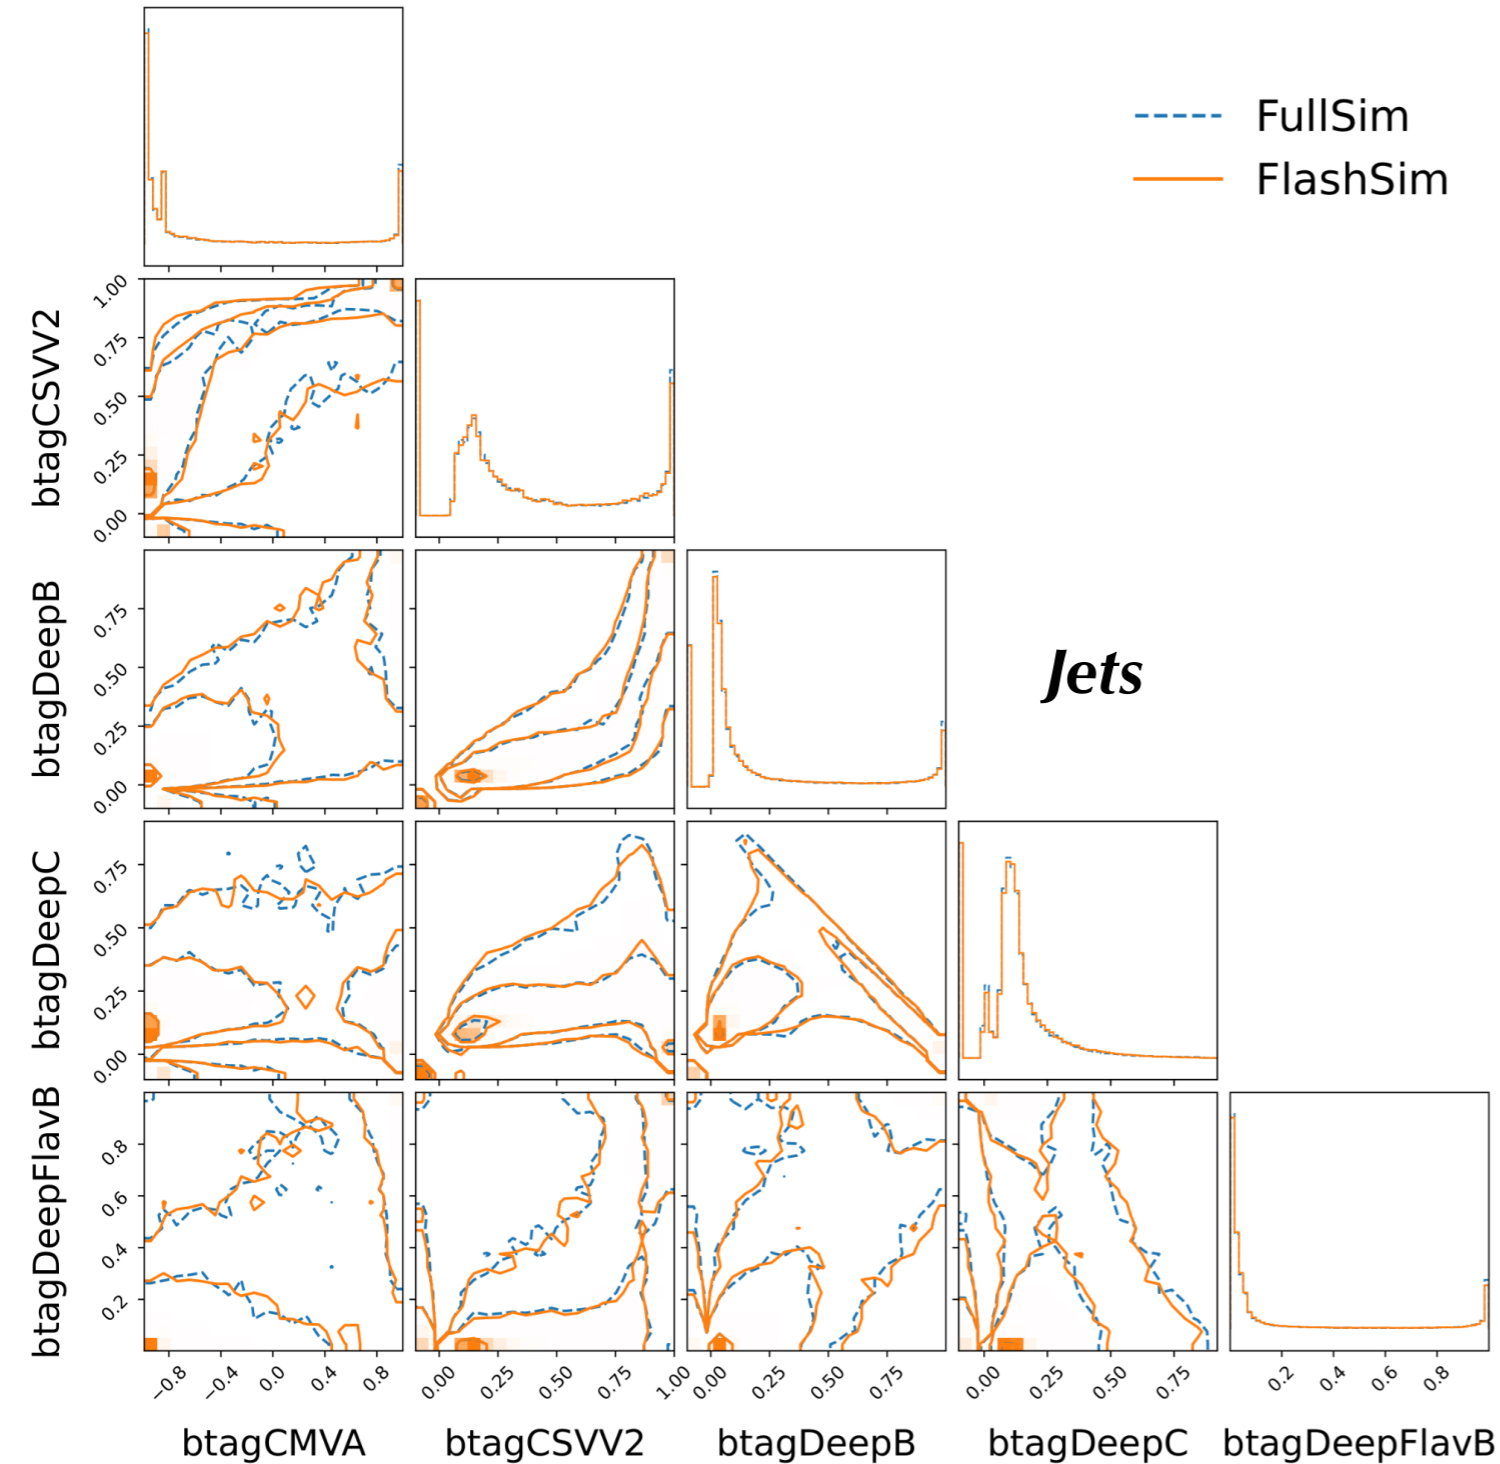 FullSim
FlashSim
btagCSVV2
1.00
0.75
0.50
0.25
0.00
btagDeepB
0.75
0.50
0.25
0.00
Jets
btagDeepC
0.75
0.50
0.25
0.00
btagDeepFlavB
0.8
0.6
0.4
0.2
−0.8 −0.4 0.0 0.4 0.8 0.00 0.25 0.50 0.75 1.00 0.00 0.25 0.50 0.75 0.00 0.25 0.50 0.75 0.2 0.4 0.6 0.8
btagCMVA btagCSVV2 btagDeepB btagDeepC btagDeepFlavB